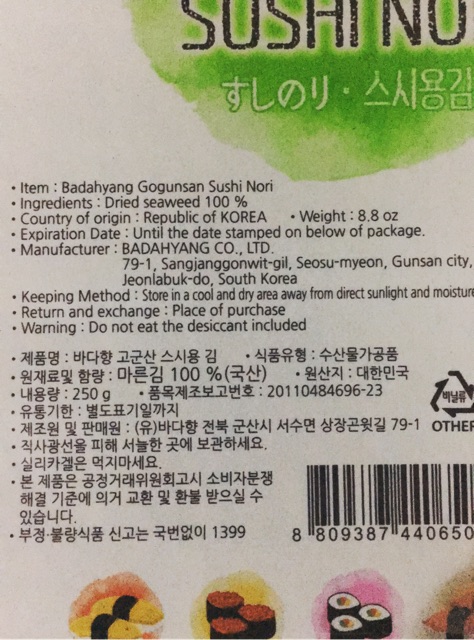 SUSHI NO
すしのり · 스시용김
• Item : Badahyang Gogunsan Sushi Nori
• Ingredients : Dried seaweed 100 %
• Country of origin : Republic of KOREA • Weight : 8.8 oz
• Expiration Date : Until the date stamped on below of package.
• Manufacturer : BADAHYANG CO., LTD.
79-1, Sangjanggonwit-gil, Seosu-myeon, Gunsan city,
Jeonlabuk-do, South Korea
• Keeping Method : Store in a cool and dry area away from direct sunlight and moisture
• Return and exchange : Place of purchase
• Warning : Do not eat the desiccant included
• 제품명 : 바다향 고군산 스시용 김 • 식품유형 : 수산물가공품
• 원재료및 함량 : 마른김 100 %(국산) • 원산지 : 대한민국
• 내용량 : 250 g • 품목제조보고번호 : 20110484696-23
• 유통기한 : 별도표기일까지
• 제조원 및 판매원 : (유)바다향 전북 군산시 서수면 상장곤윗길 79-1
• 직사광선을 피해 서늘한 곳에 보관하세요.
• 실리카겔은 먹지마세요.
• 본 제품은 공정거래위원회고시 소비자분쟁
해결 기준에 의거 교환 및 환불 받으실 수
있습니다.
• 부정·불량식품 신고는 국번없이 1399
비닐류
OTHER
8 809387 440650